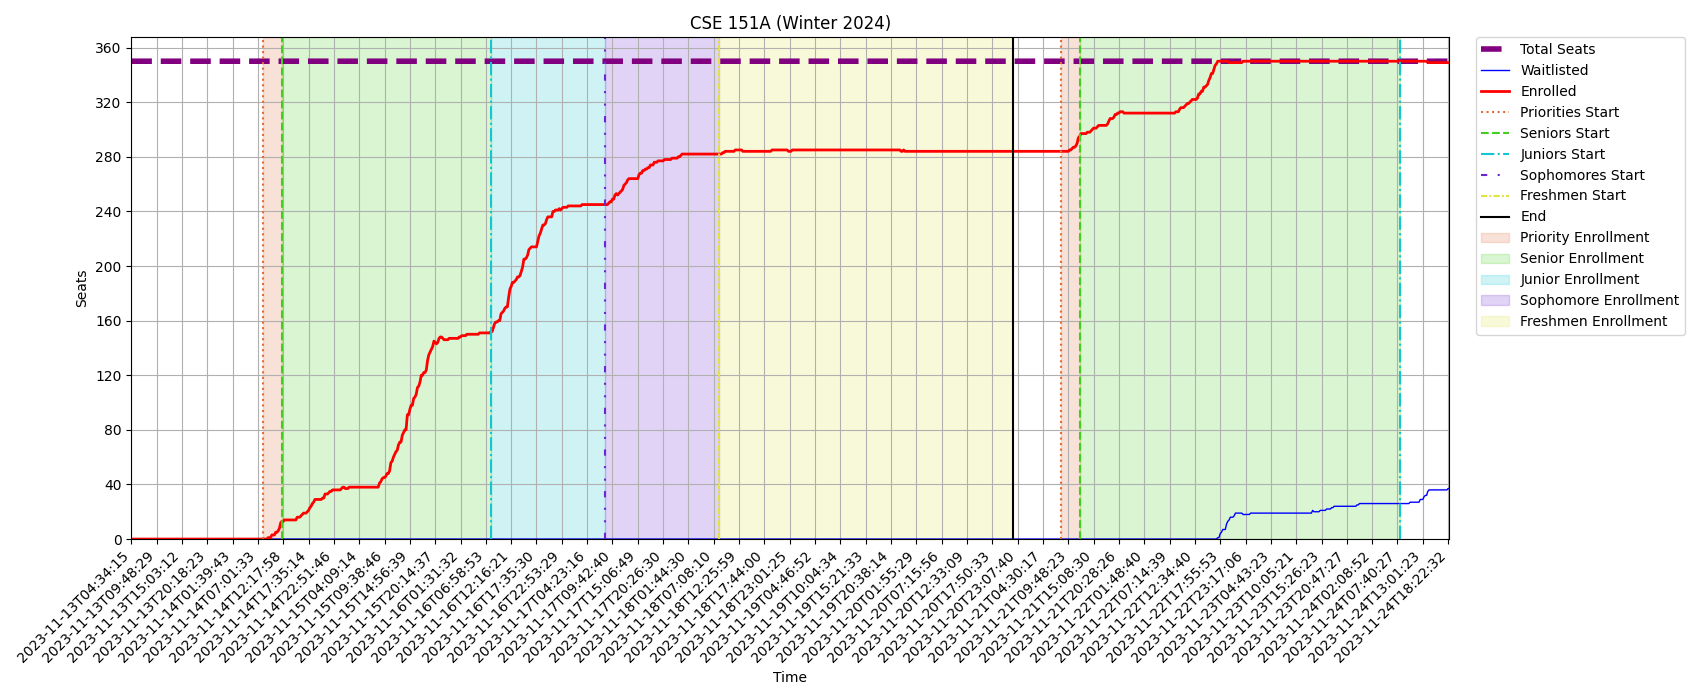 CSE 151A (Winter 2024)
360
320
280
240
200
160
120
80
40
0
Seats
2023-11-13T04:34:15
2023-11-13T09:48:29
2023-11-13T15:03:12
2023-11-13T20:18:23
2023-11-14T01:39:43
2023-11-14T07:01:33
2023-11-14T12:17:58
2023-11-14T17:35:14
2023-11-14T22:51:46
2023-11-15T04:09:14
2023-11-15T09:38:46
2023-11-15T14:56:39
2023-11-15T20:14:37
2023-11-16T01:31:32
2023-11-16T06:58:53
2023-11-16T12:16:21
2023-11-16T17:35:30
2023-11-16T22:53:29
2023-11-17T04:23:16
2023-11-17T09:42:40
2023-11-17T15:06:49
2023-11-17T20:26:30
2023-11-18T01:44:30
2023-11-18T07:08:10
2023-11-18T12:25:59
2023-11-18T17:44:00
2023-11-18T23:01:25
2023-11-19T04:46:52
2023-11-19T10:04:34
2023-11-19T15:21:33
2023-11-19T20:38:14
2023-11-20T01:55:29
2023-11-20T07:15:56
2023-11-20T12:33:09
2023-11-20T17:50:33
2023-11-20T23:07:40
2023-11-21T04:30:17
2023-11-21T09:48:23
2023-11-21T15:08:30
2023-11-21T20:28:26
2023-11-22T01:48:40
2023-11-22T07:14:39
2023-11-22T12:34:40
2023-11-22T17:55:53
2023-11-22T23:17:06
2023-11-23T04:43:23
2023-11-23T10:05:21
2023-11-23T15:26:23
2023-11-23T20:47:27
2023-11-24T02:08:52
2023-11-24T07:40:27
2023-11-24T13:01:23
2023-11-24T18:22:32
Time
Total Seats
Waitlisted
Enrolled
Priorities Start
Seniors Start
Juniors Start
Sophomores Start
Freshmen Start
End
Priority Enrollment
Senior Enrollment
Junior Enrollment
Sophomore Enrollment
Freshmen Enrollment